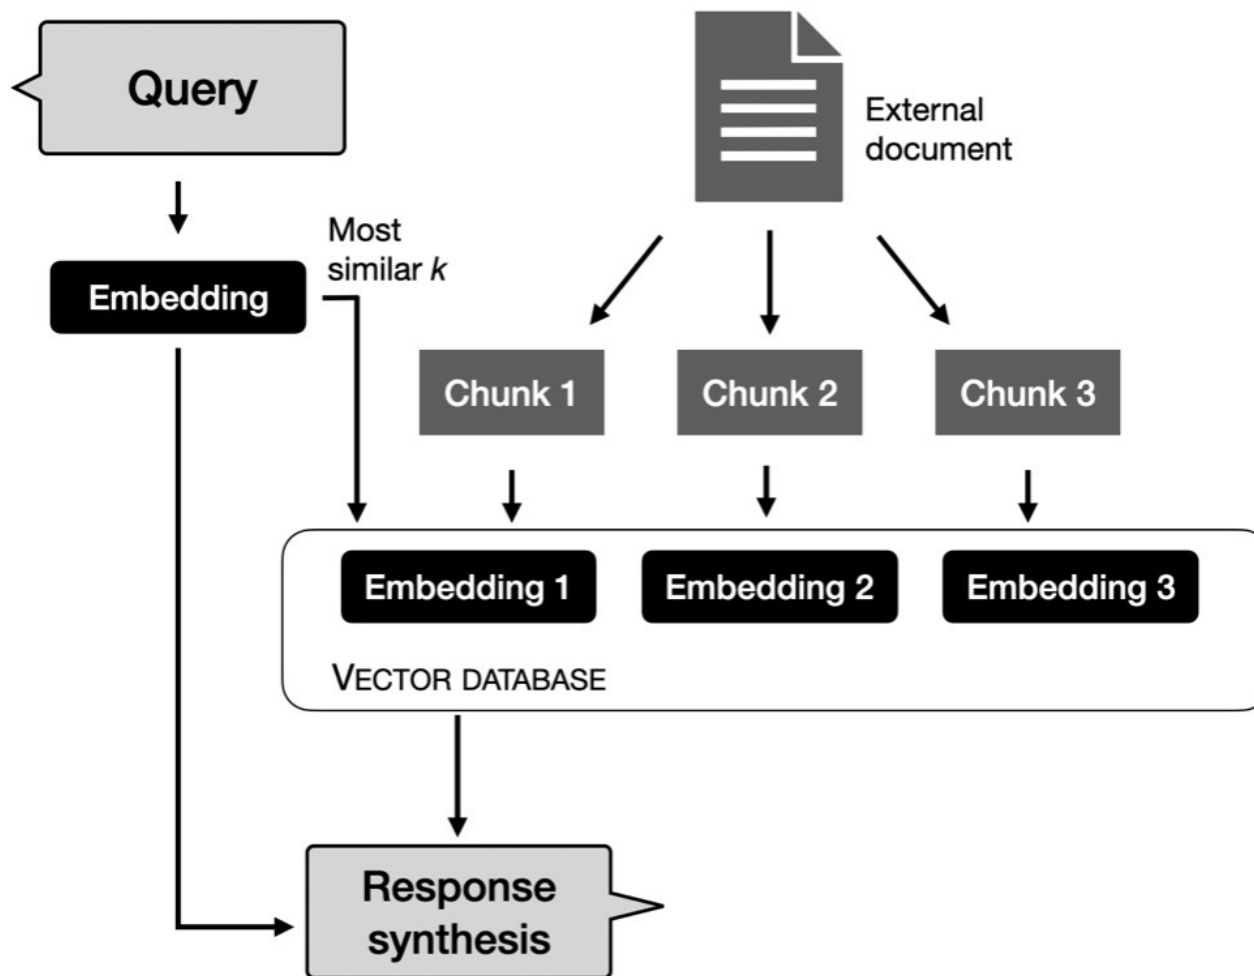 Query
External
document
Most
similar k
Embedding
Chunk 1
Chunk 2
Chunk 3
Embedding 1
Embedding 2
Embedding 3
VECTOR DATABASE
Response
synthesis